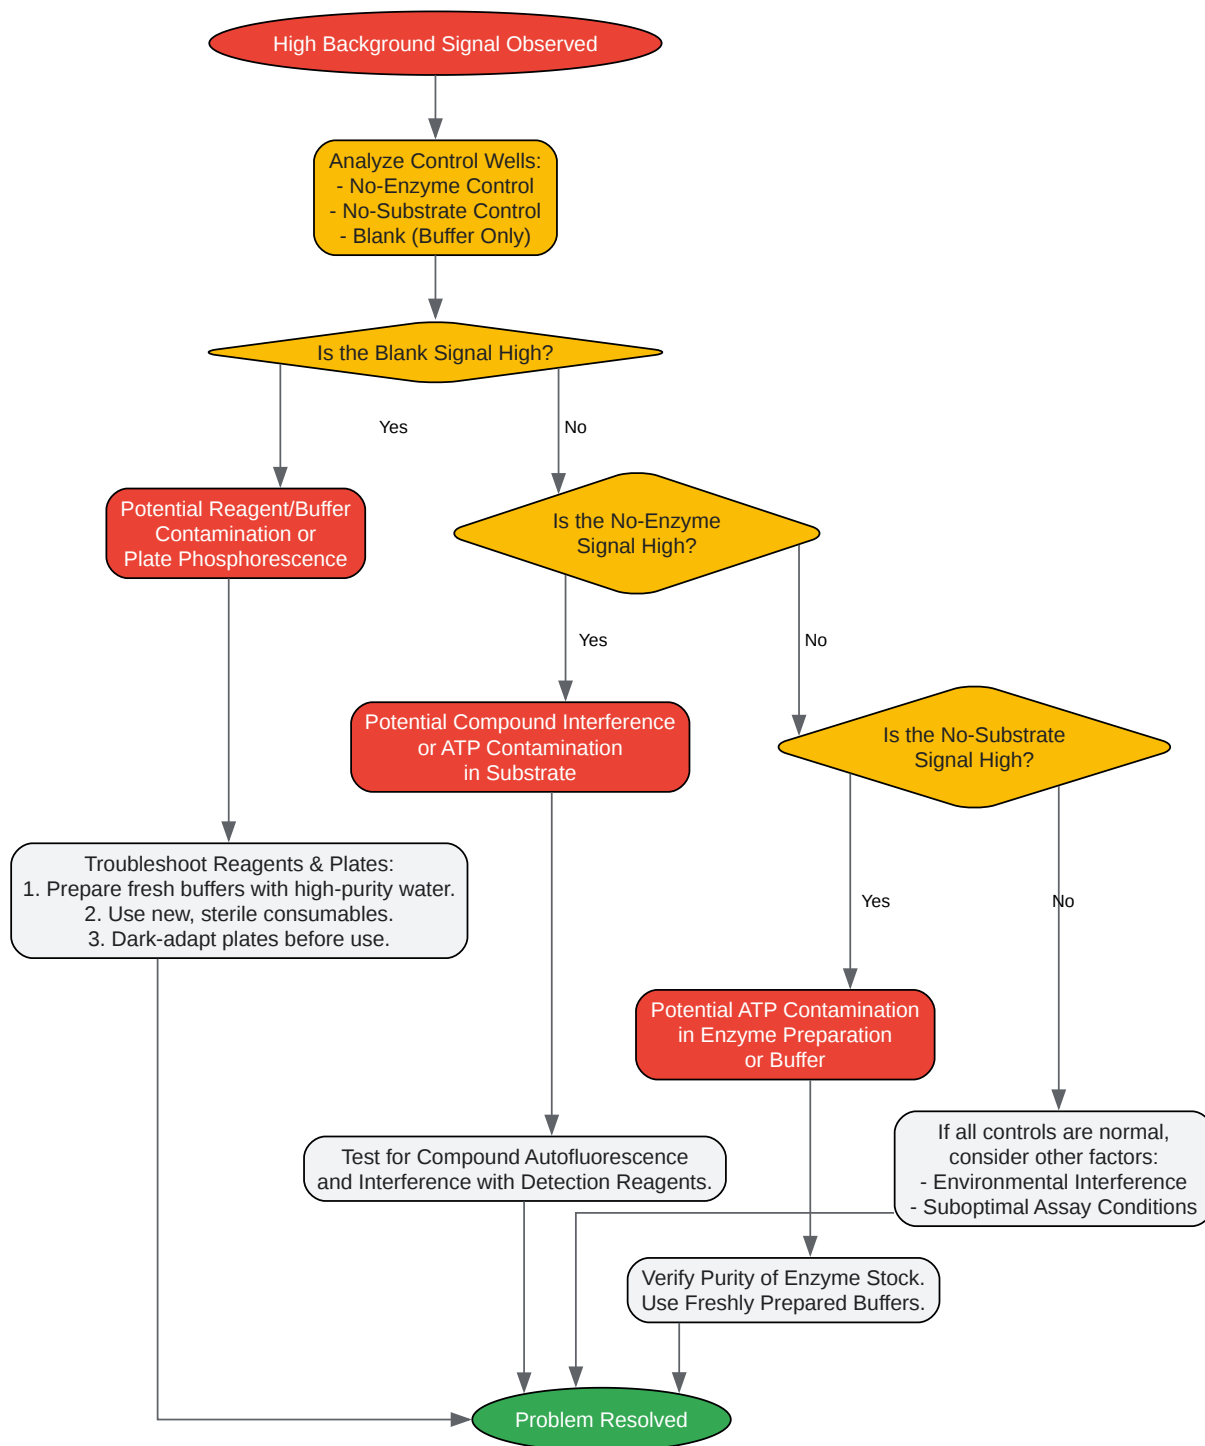 High Background Signal Observed
Analyze Control Wells:
- No-Enzyme Control
- No-Substrate Control
- Blank (Buffer Only)
Is the Blank Signal High?
Yes
No
Potential Reagent/Buffer
Contamination or
Plate Phosphorescence
Is the No-Enzyme
Signal High?
Yes
No
Potential Compound Interference
or ATP Contamination
in Substrate
Is the No-Substrate
Signal High?
Troubleshoot Reagents & Plates:
1. Prepare fresh buffers with high-purity water.
2. Use new, sterile consumables.
3. Dark-adapt plates before use.
Yes
No
Potential ATP Contamination
in Enzyme Preparation
or Buffer
Test for Compound Autofluorescence
and Interference with Detection Reagents.
If all controls are normal,
consider other factors:
- Environmental Interference
- Suboptimal Assay Conditions
Verify Purity of Enzyme Stock.
Use Freshly Prepared Buffers.
Problem Resolved